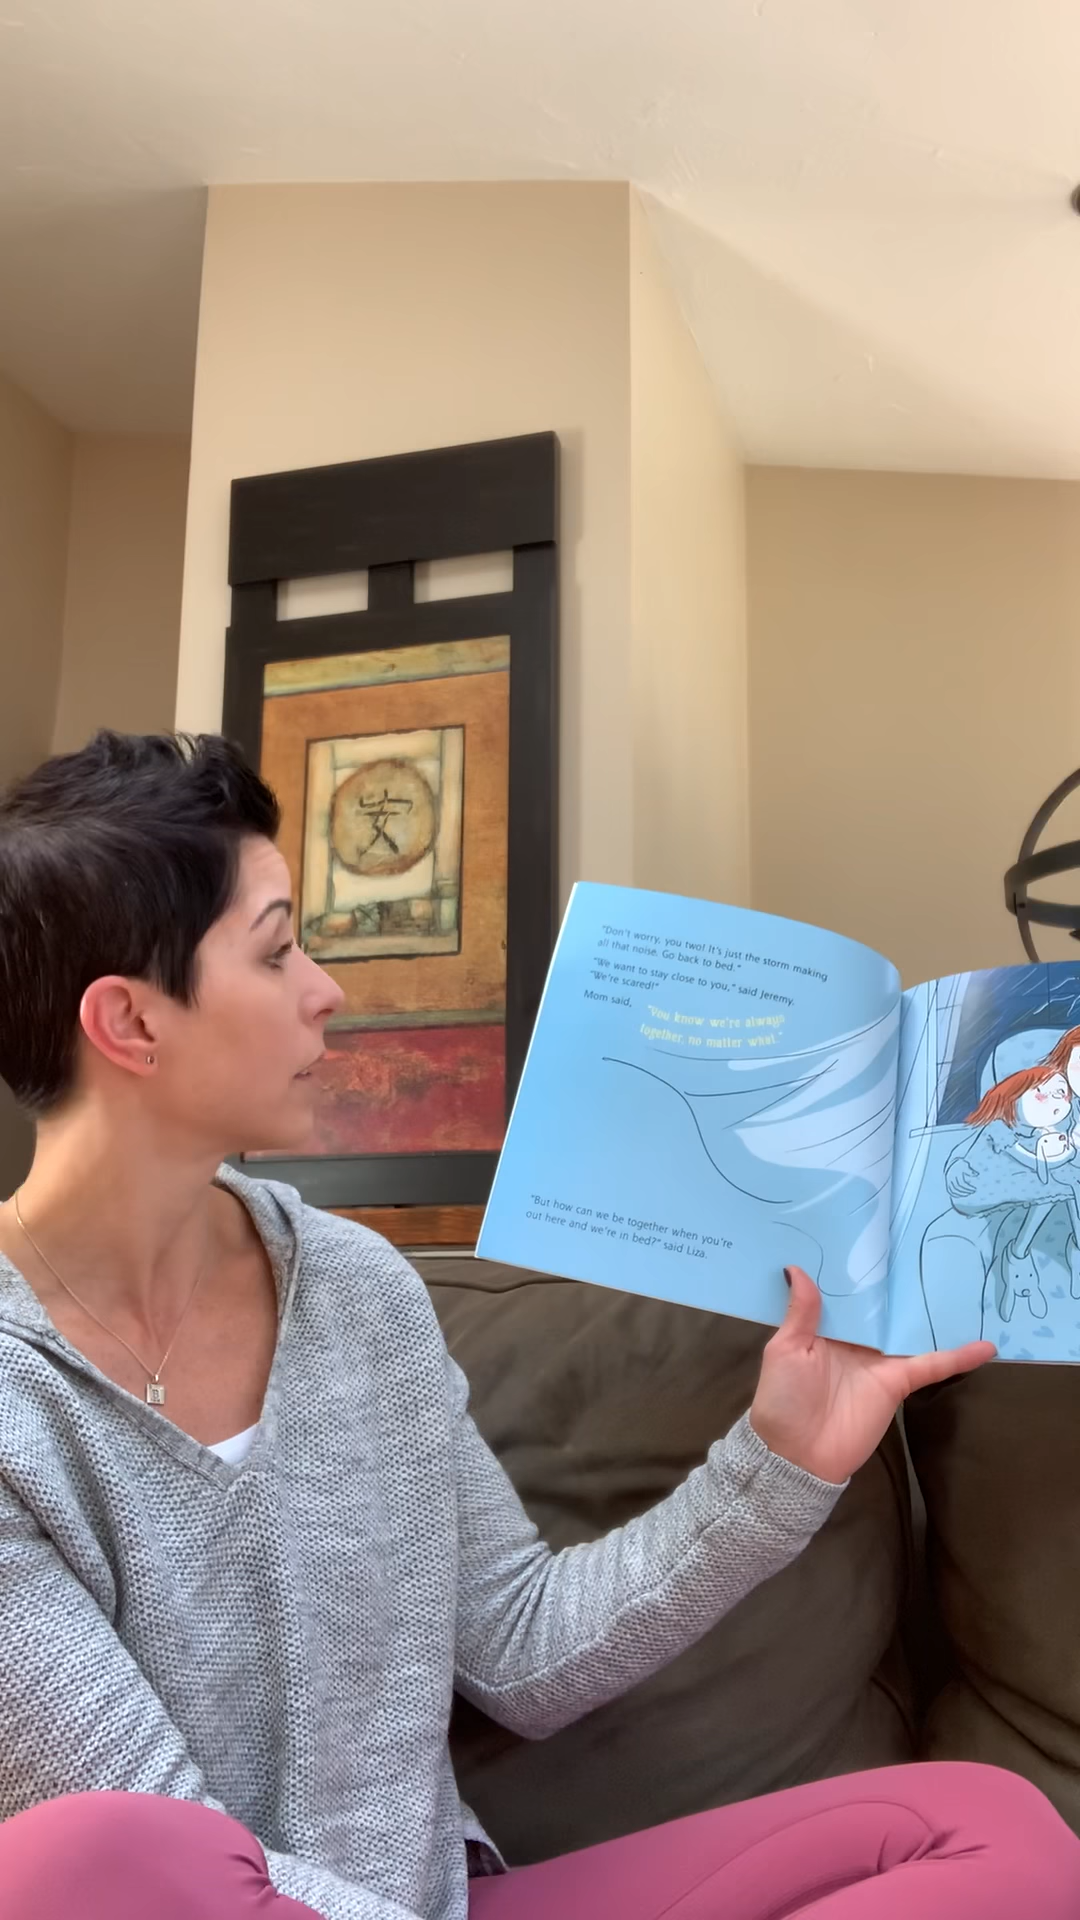 安
"Don't worry, you two! It's just the storm making
all that noise. Go back to bed."
"We want to stay close to you," said Jeremy.
"We're scared!"
Mom said, "You know we're always
together, no matter what."
"But how can we be together when you're
out here and we're in bed?" said Liza.